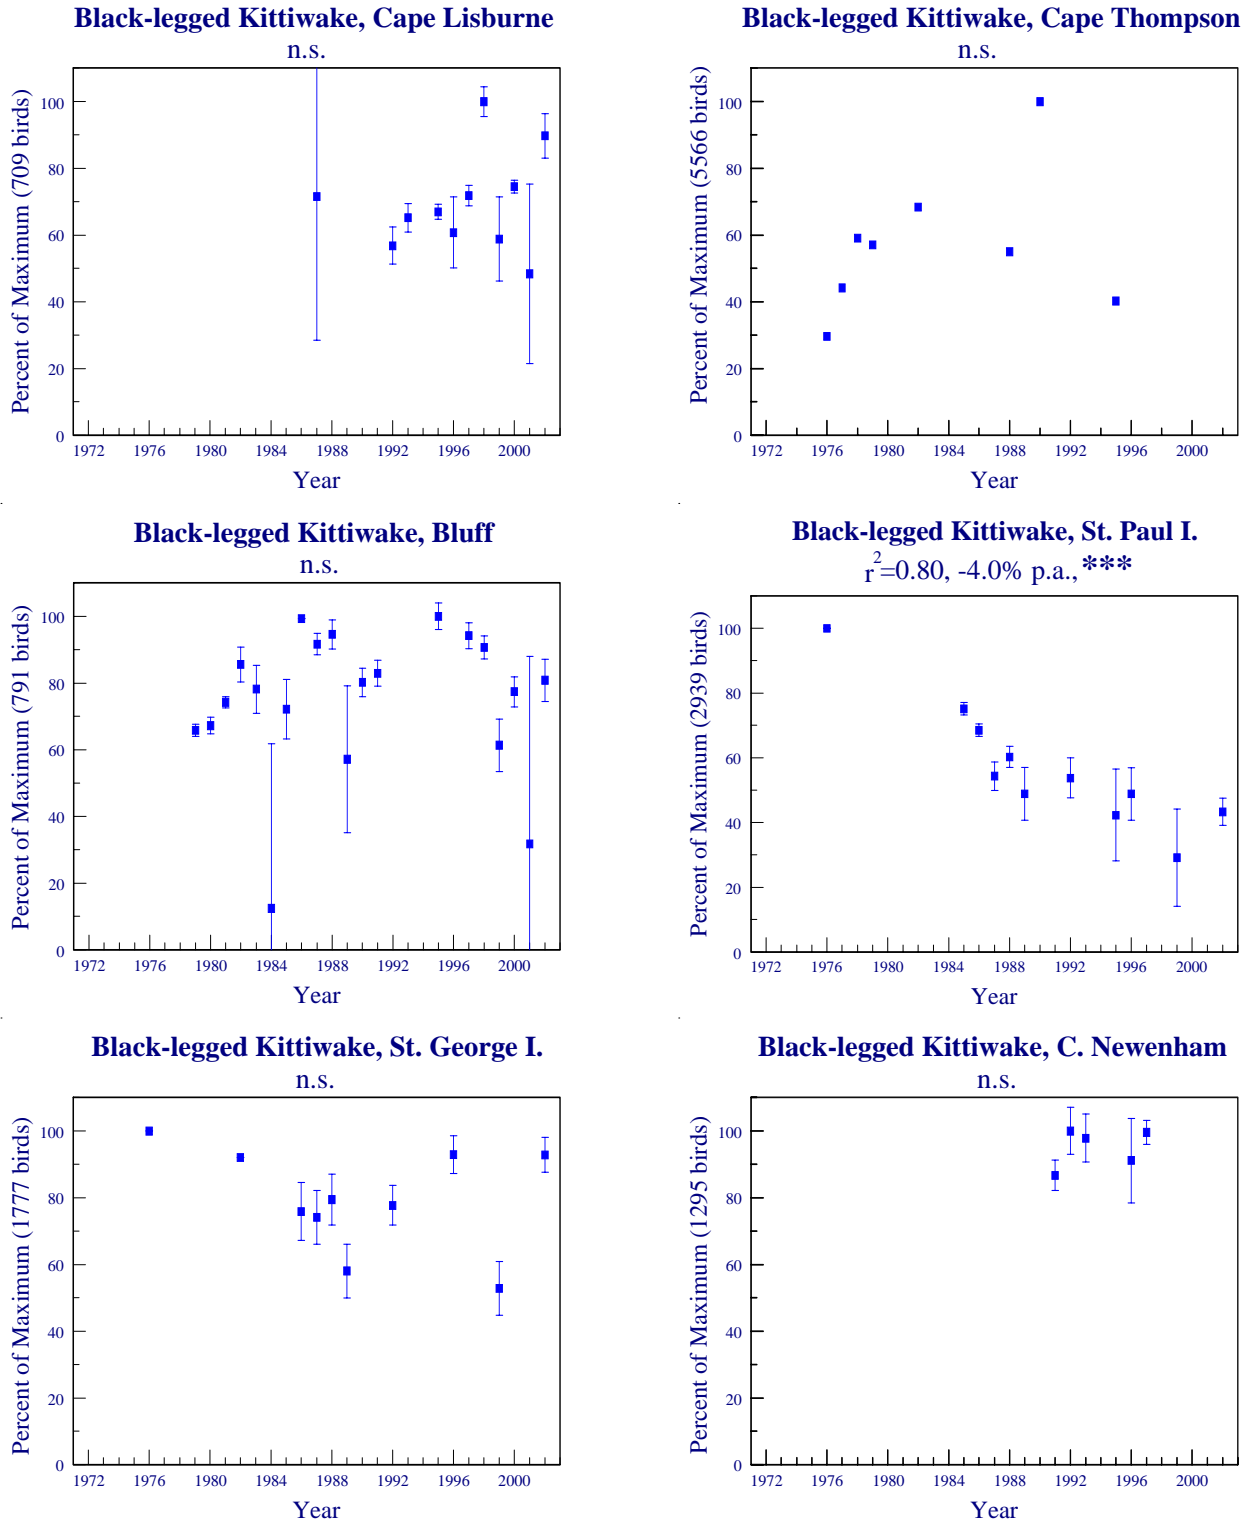 Black-legged Kittiwake, Cape Lisburne
n.s.
Percent of Maximum (709 birds)
100
80
60
40
20
0
1972 1976 1980 1984 1988 1992 1996 2000
Year
Black-legged Kittiwake, Cape Thompson
n.s.
Percent of Maximum (5566 birds)
100
80
60
40
20
0
1972 1976 1980 1984 1988 1992 1996 2000
Year
Black-legged Kittiwake, Bluff
n.s.
Percent of Maximum (791 birds)
100
80
60
40
20
0
1972 1976 1980 1984 1988 1992 1996 2000
Year
Black-legged Kittiwake, St. Paul I.
r²=0.80, -4.0% p.a., ***
Percent of Maximum (2939 birds)
100
80
60
40
20
0
1972 1976 1980 1984 1988 1992 1996 2000
Year
Black-legged Kittiwake, St. George I.
n.s.
Percent of Maximum (1777 birds)
100
80
60
40
20
0
1972 1976 1980 1984 1988 1992 1996 2000
Year
Black-legged Kittiwake, C. Newenham
n.s.
Percent of Maximum (1295 birds)
100
80
60
40
20
0
1972 1976 1980 1984 1988 1992 1996 2000
Year